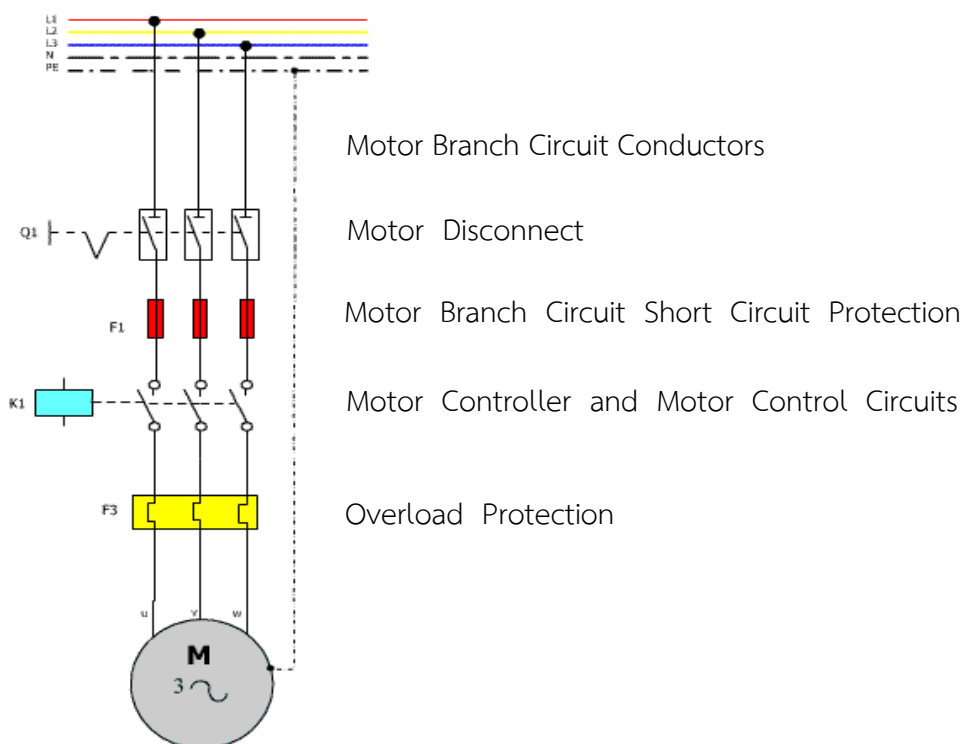 L1
L2
L3
N
PE
Motor Branch Circuit Conductors
Q1
Motor Disconnect
F1
Motor Branch Circuit Short Circuit Protection
K1
Motor Controller and Motor Control Circuits
F3
Overload Protection
u v w
M
3